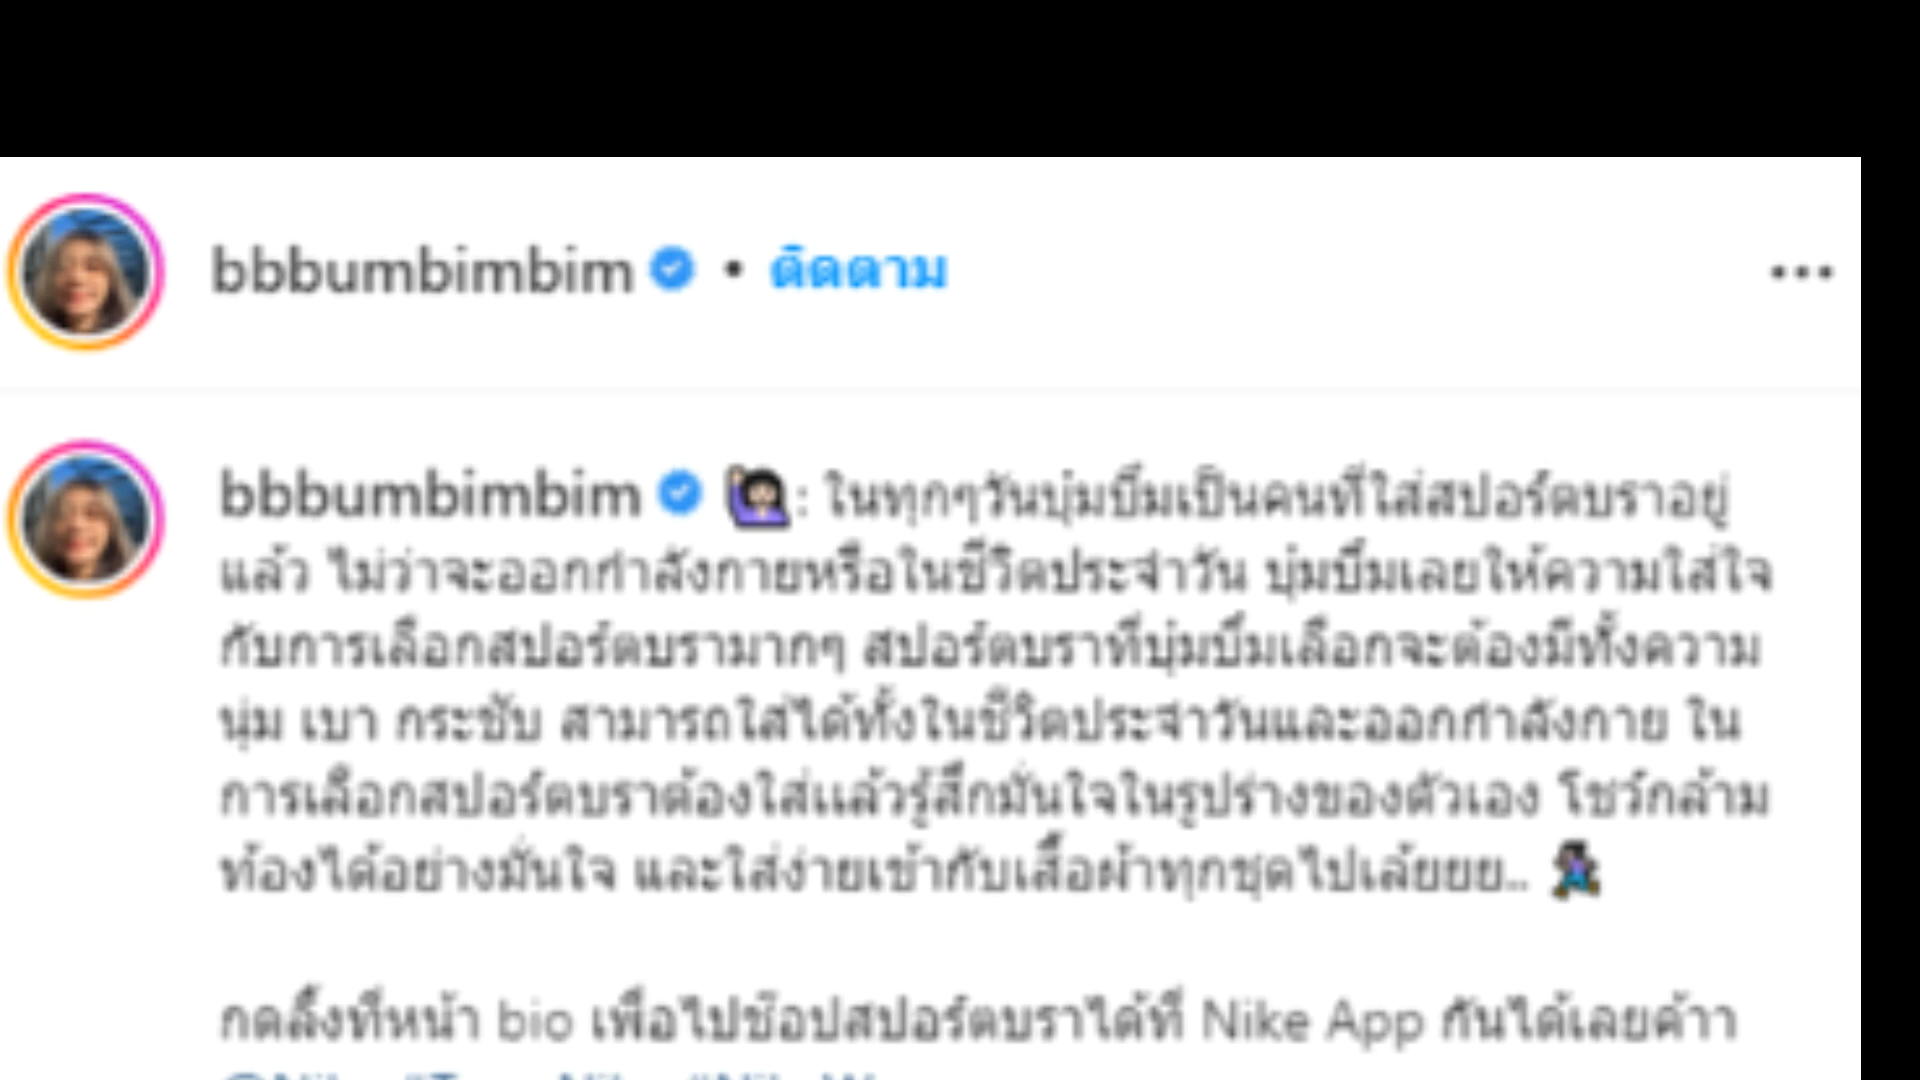 bbbumbimbim • ติดตาม
bbbumbimbim 🙋🏻‍♀️: ในทุกๆวันบุ๋มบิ๋มเป็นคนที่ใส่สปอร์ตบราอยู่
แล้ว ไม่ว่าจะออกกำลังกายหรือในชีวิตประจำวัน บุ๋มบิ๋มเลยให้ความใส่ใจ
กับการเลือกสปอร์ตบรามากๆ สปอร์ตบราที่บุ๋มบิ๋มเลือกจะต้องมีทั้งความ
นุ่ม เบา กระชับ สามารถใส่ได้ทั้งในชีวิตประจำวันและออกกำลังกาย ใน
การเลือกสปอร์ตบราต้องใส่แล้วรู้สึกมั่นใจในรูปร่างของตัวเอง โชว์กล้าม
ท้องได้อย่างมั่นใจ และใส่ง่ายเข้ากับเสื้อผ้าทุกชุดไปเล้ยยย..
กดลิ้งที่หน้า bio เพื่อไปช้อปสปอร์ตบราได้ที่ Nike App กันได้เลยค้าา